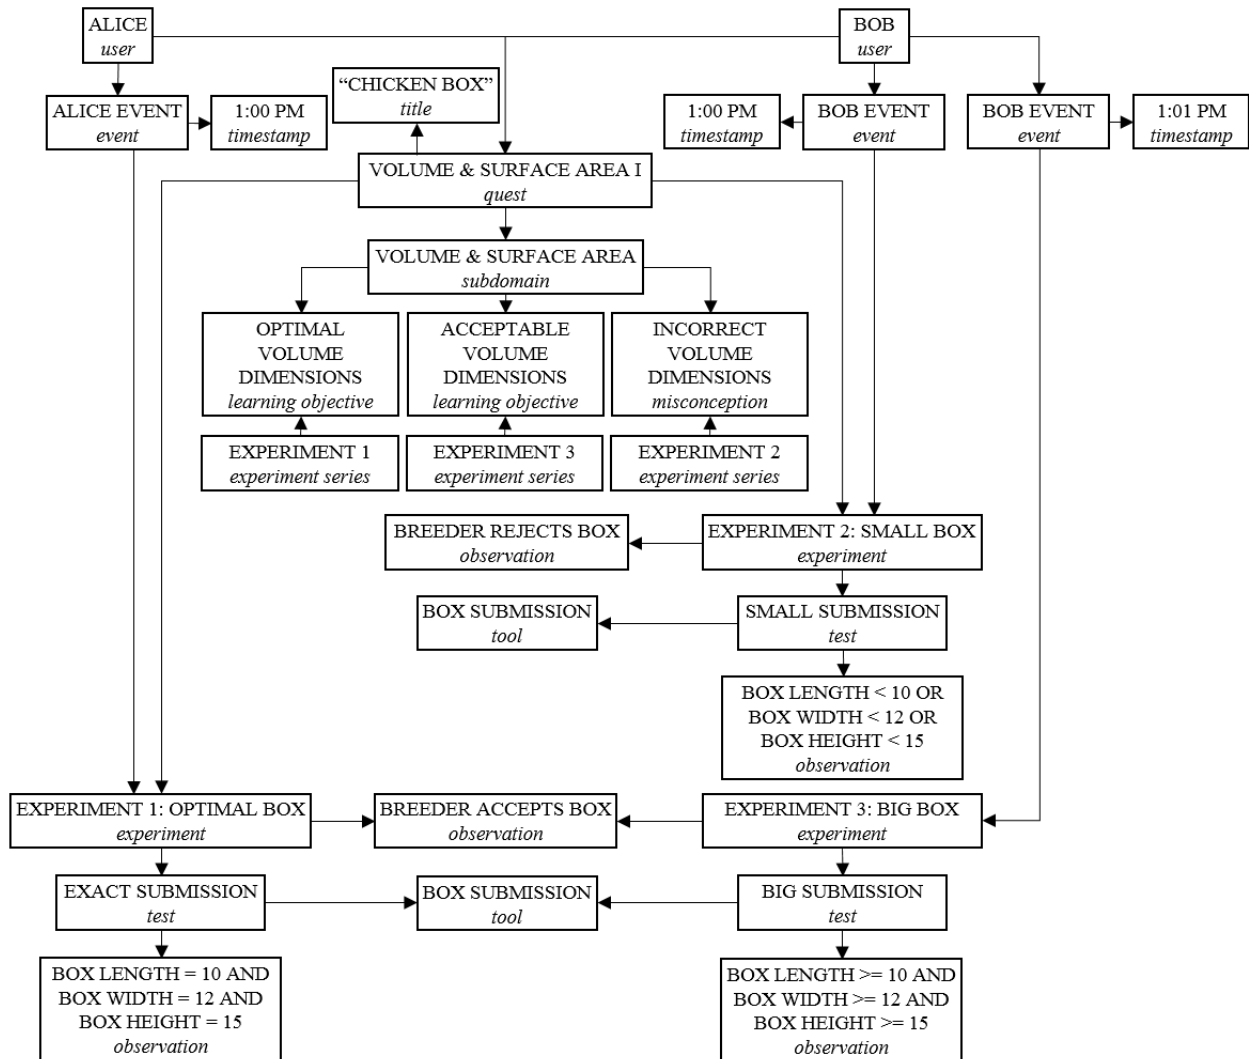 ALICE
user
BOB
user
"CHICKEN BOX"
title
ALICE EVENT
event
1:00 PM
timestamp
1:00 PM
timestamp
BOB EVENT
event
BOB EVENT
event
1:01 PM
timestamp
VOLUME & SURFACE AREA I
quest
VOLUME & SURFACE AREA
subdomain
OPTIMAL
VOLUME
DIMENSIONS
learning objective
ACCEPTABLE
VOLUME
DIMENSIONS
learning objective
INCORRECT
VOLUME
DIMENSIONS
misconception
EXPERIMENT 1
experiment series
EXPERIMENT 3
experiment series
EXPERIMENT 2
experiment series
BREEDER REJECTS BOX
observation
EXPERIMENT 2: SMALL BOX
experiment
BOX SUBMISSION
tool
SMALL SUBMISSION
test
BOX LENGTH < 10 OR
BOX WIDTH < 12 OR
BOX HEIGHT < 15
observation
EXPERIMENT 1: OPTIMAL BOX
experiment
BREEDER ACCEPTS BOX
observation
EXPERIMENT 3: BIG BOX
experiment
EXACT SUBMISSION
test
BOX SUBMISSION
tool
BIG SUBMISSION
test
BOX LENGTH = 10 AND
BOX WIDTH = 12 AND
BOX HEIGHT = 15
observation
BOX LENGTH >= 10 AND
BOX WIDTH >= 12 AND
BOX HEIGHT >= 15
observation